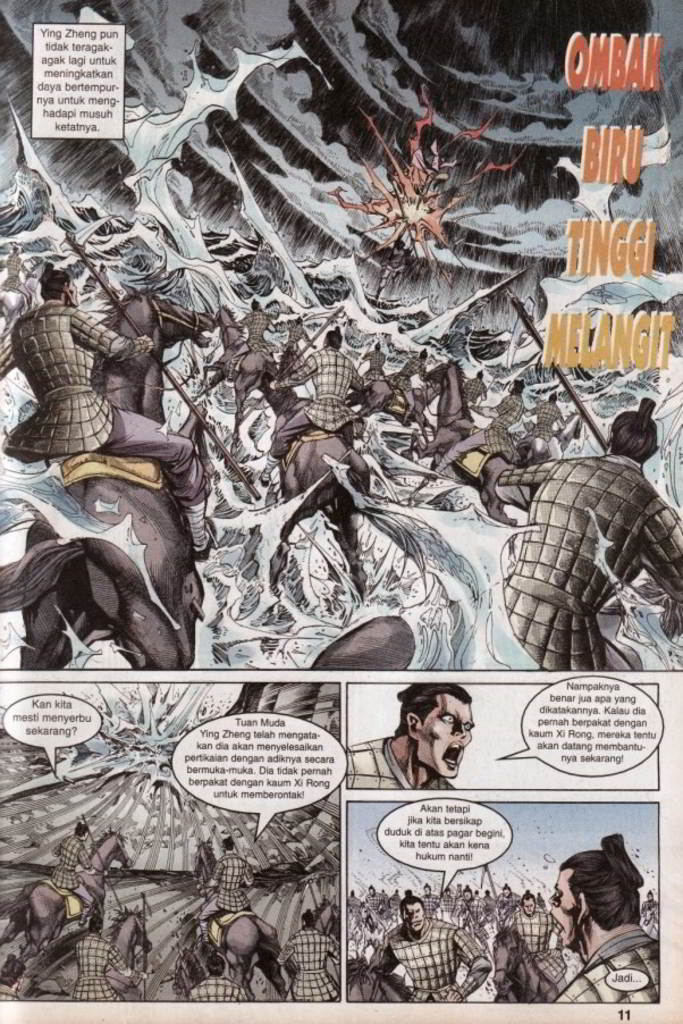 Ying Zheng pun
tidak teragak-
agak lagi untuk
meningkatkan
daya bertempur-
nya untuk meng-
hadapi musuh
ketatnya.
OMBAK
BIRU
TINGGI
MELANGIT
Kan kita
mesti menyerbu
sekarang?
Tuan Muda
Ying Zheng telah mengata-
kan dia akan menyelesaikan
pertikaian dengan adiknya secara
bermuka-muka. Dia tidak pernah
berpakat dengan kaum Xi Rong
untuk memberontak!
Nampaknya
benar jua apa yang
dikatakannya. Kalau dia
pernah berpakat dengan
kaum Xi Rong, mereka tentu
akan datang membantu-
nya sekarang!
Akan tetapi
jika kita bersikap
duduk di atas pagar begini,
kita tentu akan kena
hukum nanti!
Jadi...
11